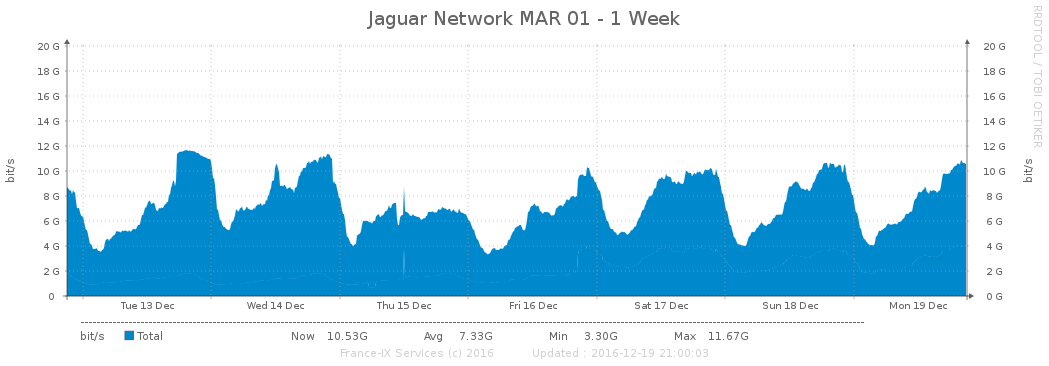 Jaguar Network MAR 01 - 1 Week
RRDTOOL / TOBI OETIKER
bit/s
20 G 20 G
18 G 18 G
16 G 16 G
14 G 14 G
12 G 12 G
10 G 10 G
8 G 8 G
6 G 6 G
4 G 4 G
2 G 2 G
0 0 G
bit/s
Tue 13 Dec Wed 14 Dec Thu 15 Dec Fri 16 Dec Sat 17 Dec Sun 18 Dec Mon 19 Dec
bit/s Total Now 10.53G Avg 7.33G Min 3.30G Max 11.67G
France-IX Services (c) 2016 Updated : 2016-12-19 21:00:03